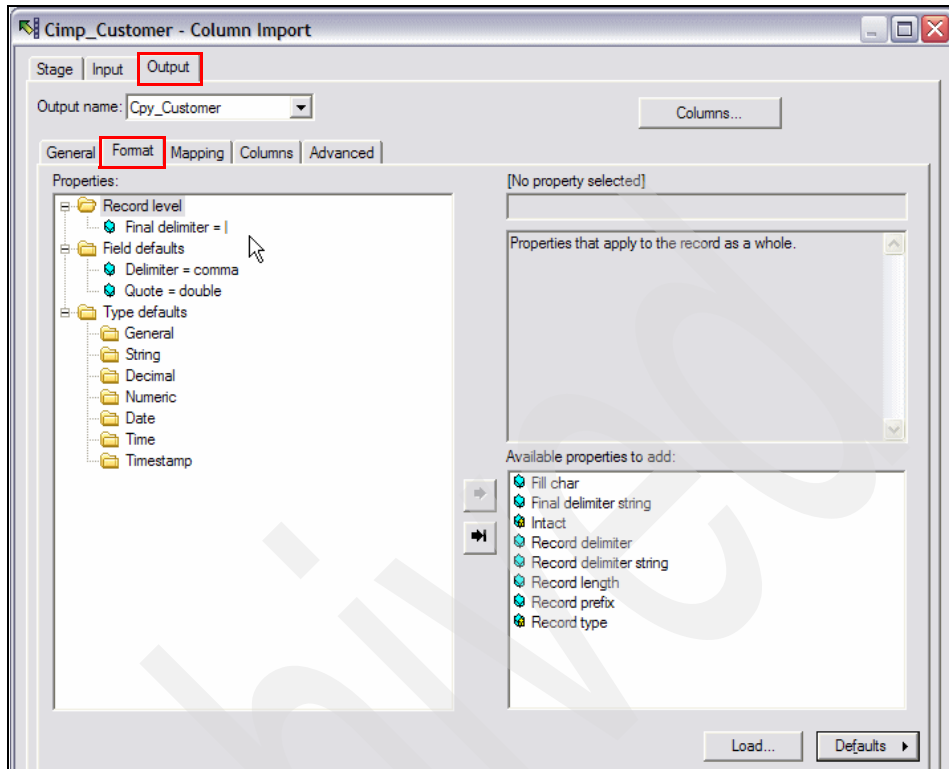 Cimp_Customer - Column Import
Stage Input Output
Output name: Cpy_Customer
Columns...
General Format Mapping Columns Advanced
Properties:
Record level
Final delimiter = |
Field defaults
Delimiter = comma
Quote = double
Type defaults
General
String
Decimal
Numeric
Date
Time
Timestamp
[No property selected]
Properties that apply to the record as a whole.
Available properties to add:
Fill char
Final delimiter string
Intact
Record delimiter
Record delimiter string
Record length
Record prefix
Record type
Load...
Defaults